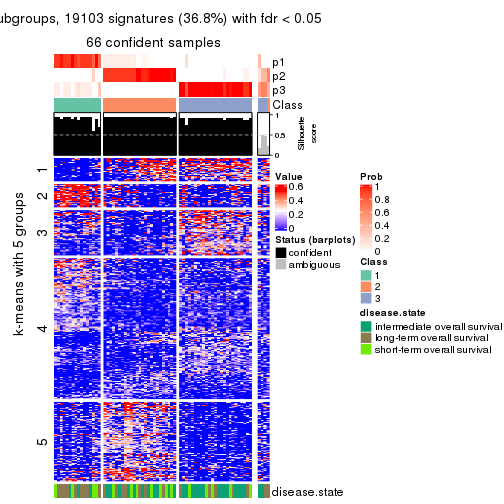 ubgroups, 19103 signatures (36.8%) with fdr < 0.05
66 confident samples
p1
p2
p3
Class
1
0.5
0
Silhouette
score
k-means with 5 groups
1
2
3
4
5
Value
0.6
0.4
0.2
0
Status (barplots)
confident
ambiguous
Prob
1
0.8
0.6
0.4
0.2
0
Class
1
2
3
disease.state
intermediate overall survival
long-term overall survival
short-term overall survival
disease.state